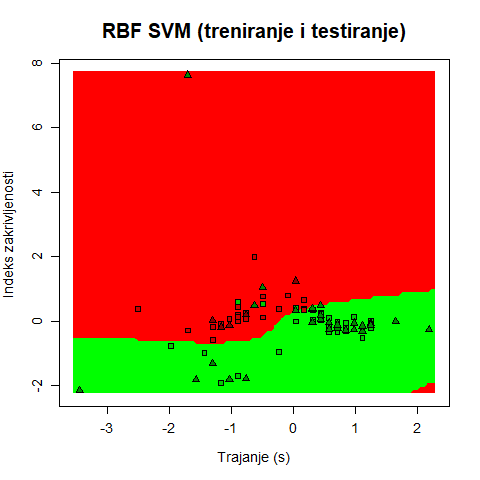 RBF SVM (treniranje i testiranje)
Indeks zakrivljenosti
8
6
4
2
0
-2
-3 -2 -1 0 1 2
Trajanje (s)